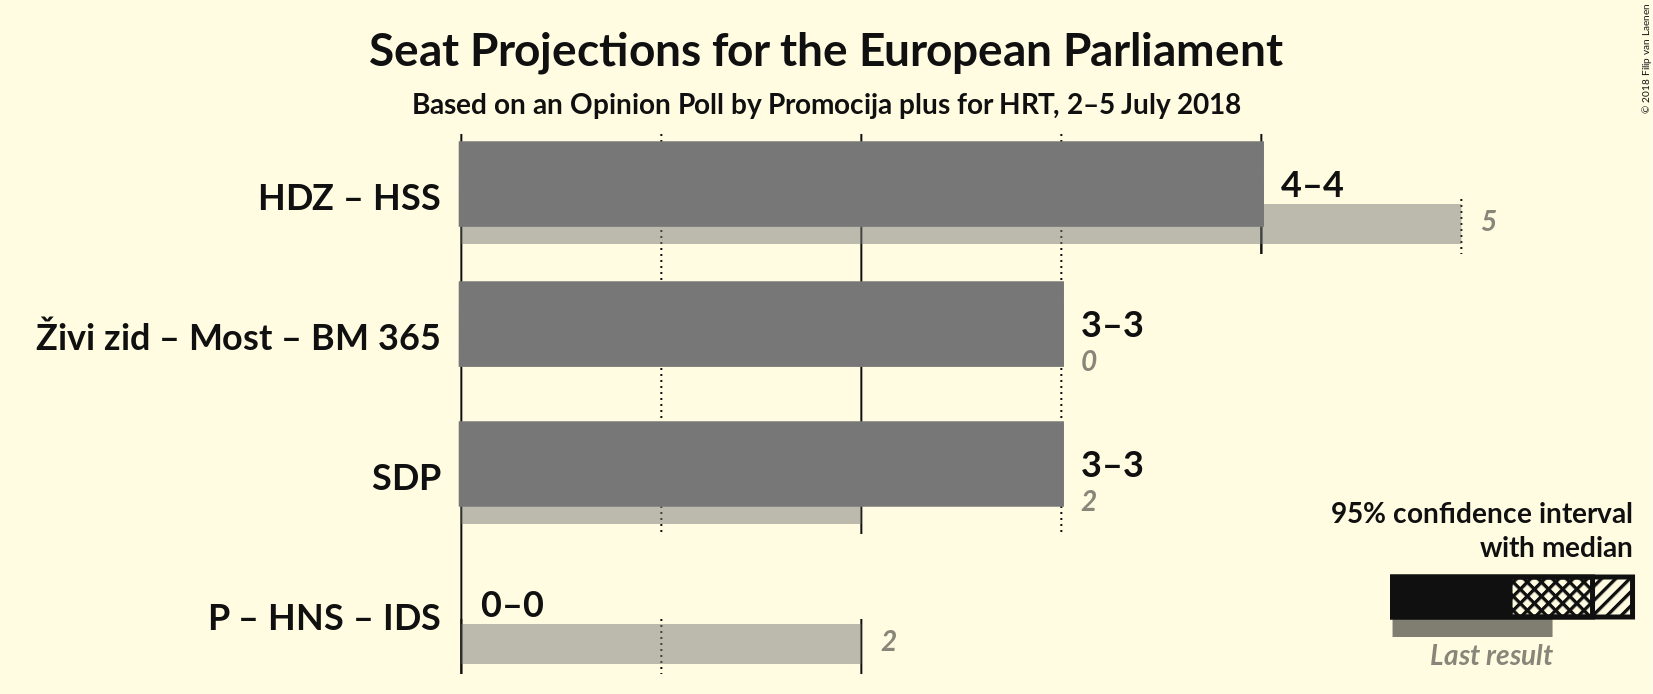 Seat Projections for the European Parliament
Based on an Opinion Poll by Promocija plus for HRT, 2–5 July 2018
© 2018 Filip van Laenen
HDZ – HSS
4–4
5
Živi zid – Most – BM 365
3–3
0
SDP
3–3
2
P – HNS – IDS
0–0
2
95% confidence interval
with median
Last result